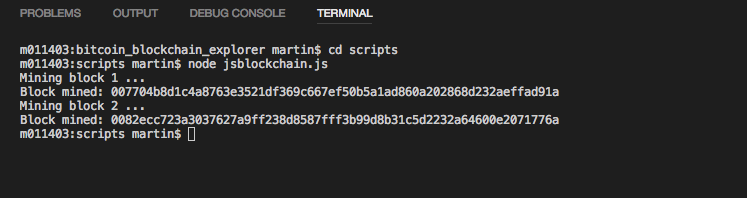 PROBLEMS OUTPUT DEBUG CONSOLE TERMINAL
m011403:bitcoin_blockchain_explorer martin$ cd scripts
m011403:scripts martin$ node jsblockchain.js
Mining block 1 ...
Block mined: 007704b8d1c4a8763e3521df369c667ef50b5a1ad860a202868d232aeffad91a
Mining block 2 ...
Block mined: 0082ecc723a3037627a9ff238d8587fff3b99d8b31c5d2232a64600e2071776a
m011403:scripts martin$